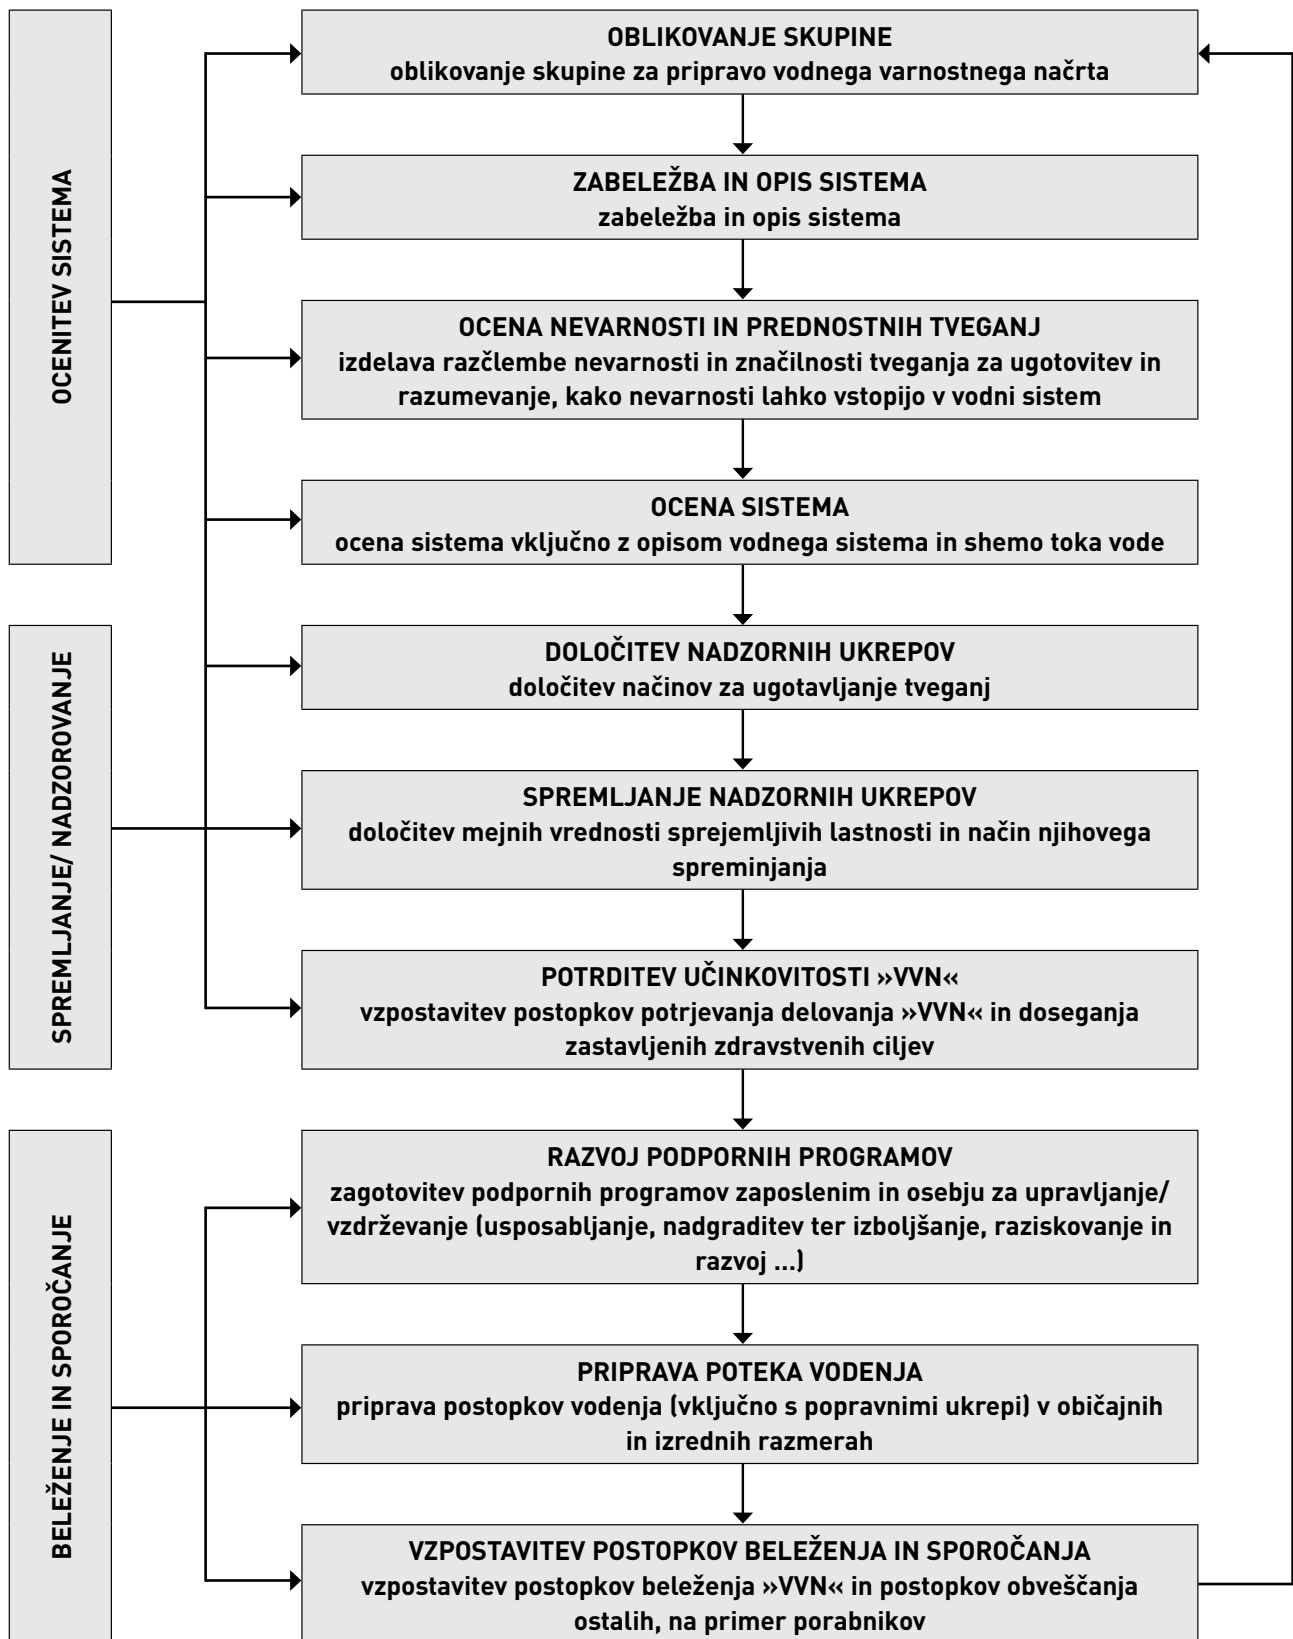 OCENITEV SISTEMA
OBLIKOVANJE SKUPINE
oblikovanje skupine za pripravo vodnega varnostnega načrta
ZABELEŽBA IN OPIS SISTEMA
zabeležba in opis sistema
OCENA NEVARNOSTI IN PREDNOSTNIH TVEGANJ
izdelava razčlembe nevarnosti in značilnosti tveganja za ugotovitev in
razumevanje, kako nevarnosti lahko vstopijo v vodni sistem
OCENA SISTEMA
ocena sistema vključno z opisom vodnega sistema in shemo toka vode
SPREMLJANJE/ NADZOROVANJE
DOLOČITEV NADZORNIH UKREPOV
določitev načinov za ugotavljanje tveganj
SPREMLJANJE NADZORNIH UKREPOV
določitev mejnih vrednosti sprejemljivih lastnosti in način njihovega
spreminjanja
POTRDITEV UČINKOVITOSTI »VVN«
vzpostavitev postopkov potrjevanja delovanja »VVN« in doseganja
zastavljenih zdravstvenih ciljev
BELEŽENJE IN SPOROČANJE
RAZVOJ PODPORNIH PROGRAMOV
zagotovitev podpornih programov zaposlenim in osebju za upravljanje/
vzdrževanje (usposabljanje, nadgraditev ter izboljšanje, raziskovanje in
razvoj ...)
PRIPRAVA POTEKA VODENJA
priprava postopkov vodenja (vključno s popravnimi ukrepi) v običajnih
in izrednih razmerah
VZPOSTAVITEV POSTOPKOV BELEŽENJA IN SPOROČANJA
vzpostavitev postopkov beleženja »VVN« in postopkov obveščanja
ostalih, na primer porabnikov